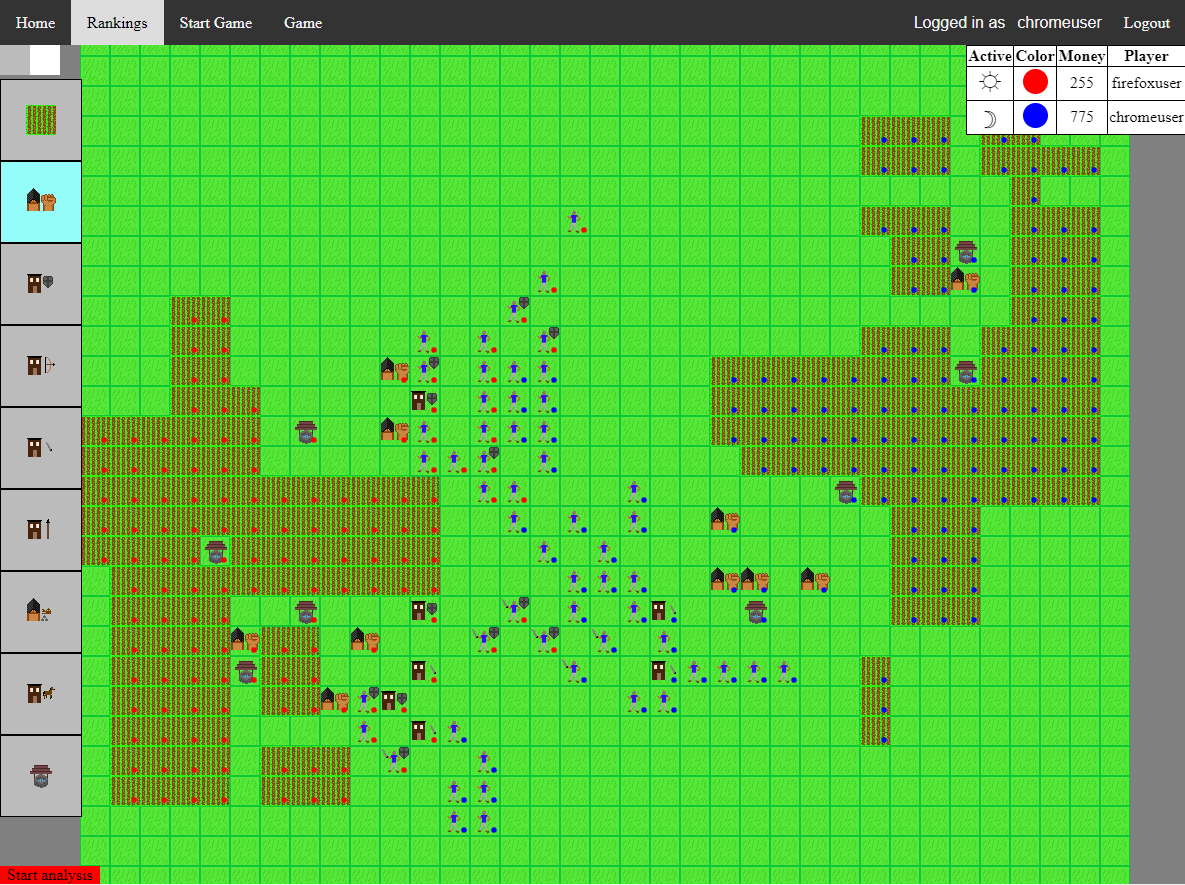 Home Rankings Start Game Game Logged in as chromeuser Logout
Active Color Money Player
255 firefoxuser
775 chromeuser
Start analysis